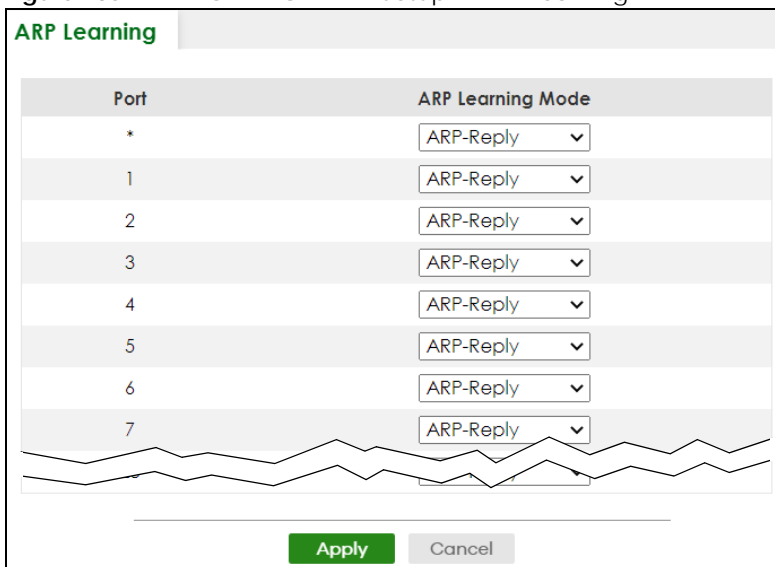 ARP Learning
Port ARP Learning Mode
* ARP-Reply
1 ARP-Reply
2 ARP-Reply
3 ARP-Reply
4 ARP-Reply
5 ARP-Reply
6 ARP-Reply
7 ARP-Reply
Apply Cancel